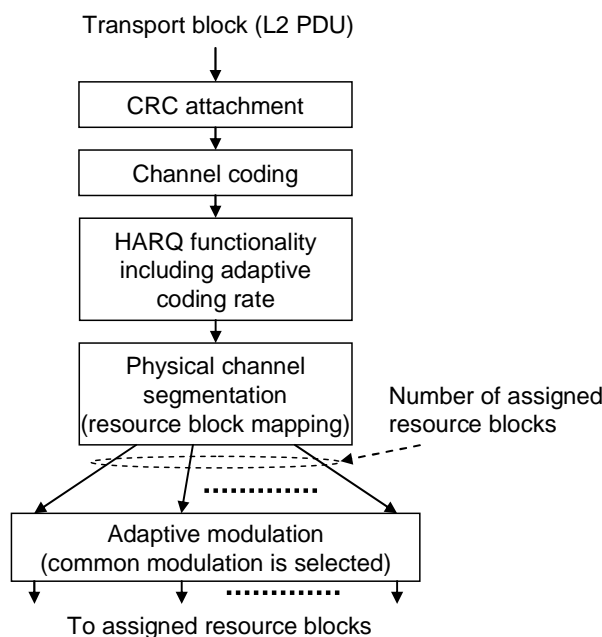 Transport block (L2 PDU)
CRC attachment
Channel coding
HARQ functionality
including adaptive
coding rate
Physical channel
segmentation
(resource block mapping)
Number of assigned
resource blocks
Adaptive modulation
(common modulation is selected)
To assigned resource blocks